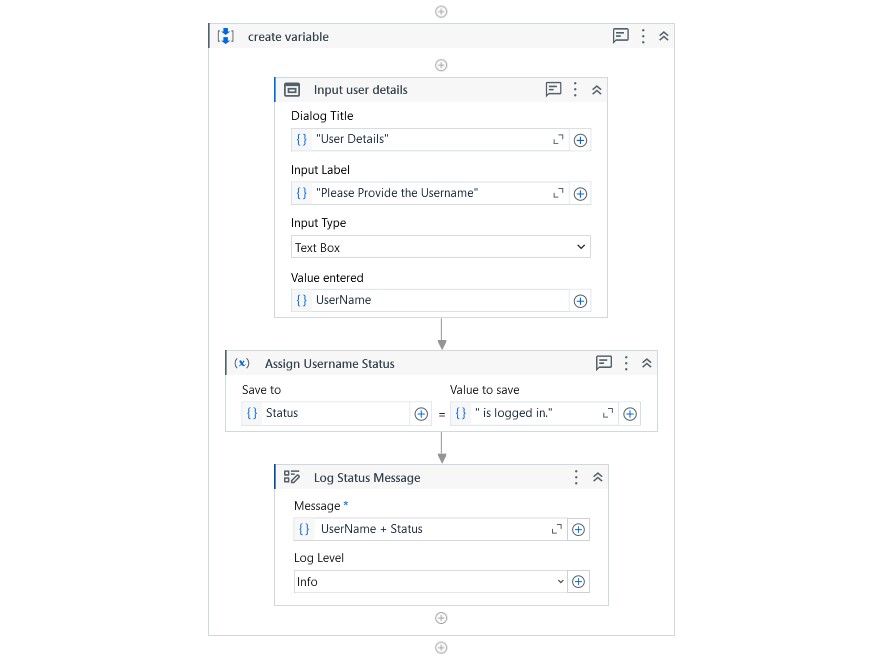 create variable
Input user details
Dialog Title
{ } "User Details"
Input Label
{ } "Please Provide the Username"
Input Type
Text Box
Value entered
{ } UserName
(x) Assign Username Status
Save to Value to save
{ } Status = { } " is logged in."
Log Status Message
Message *
{ } UserName + Status
Log Level
Info